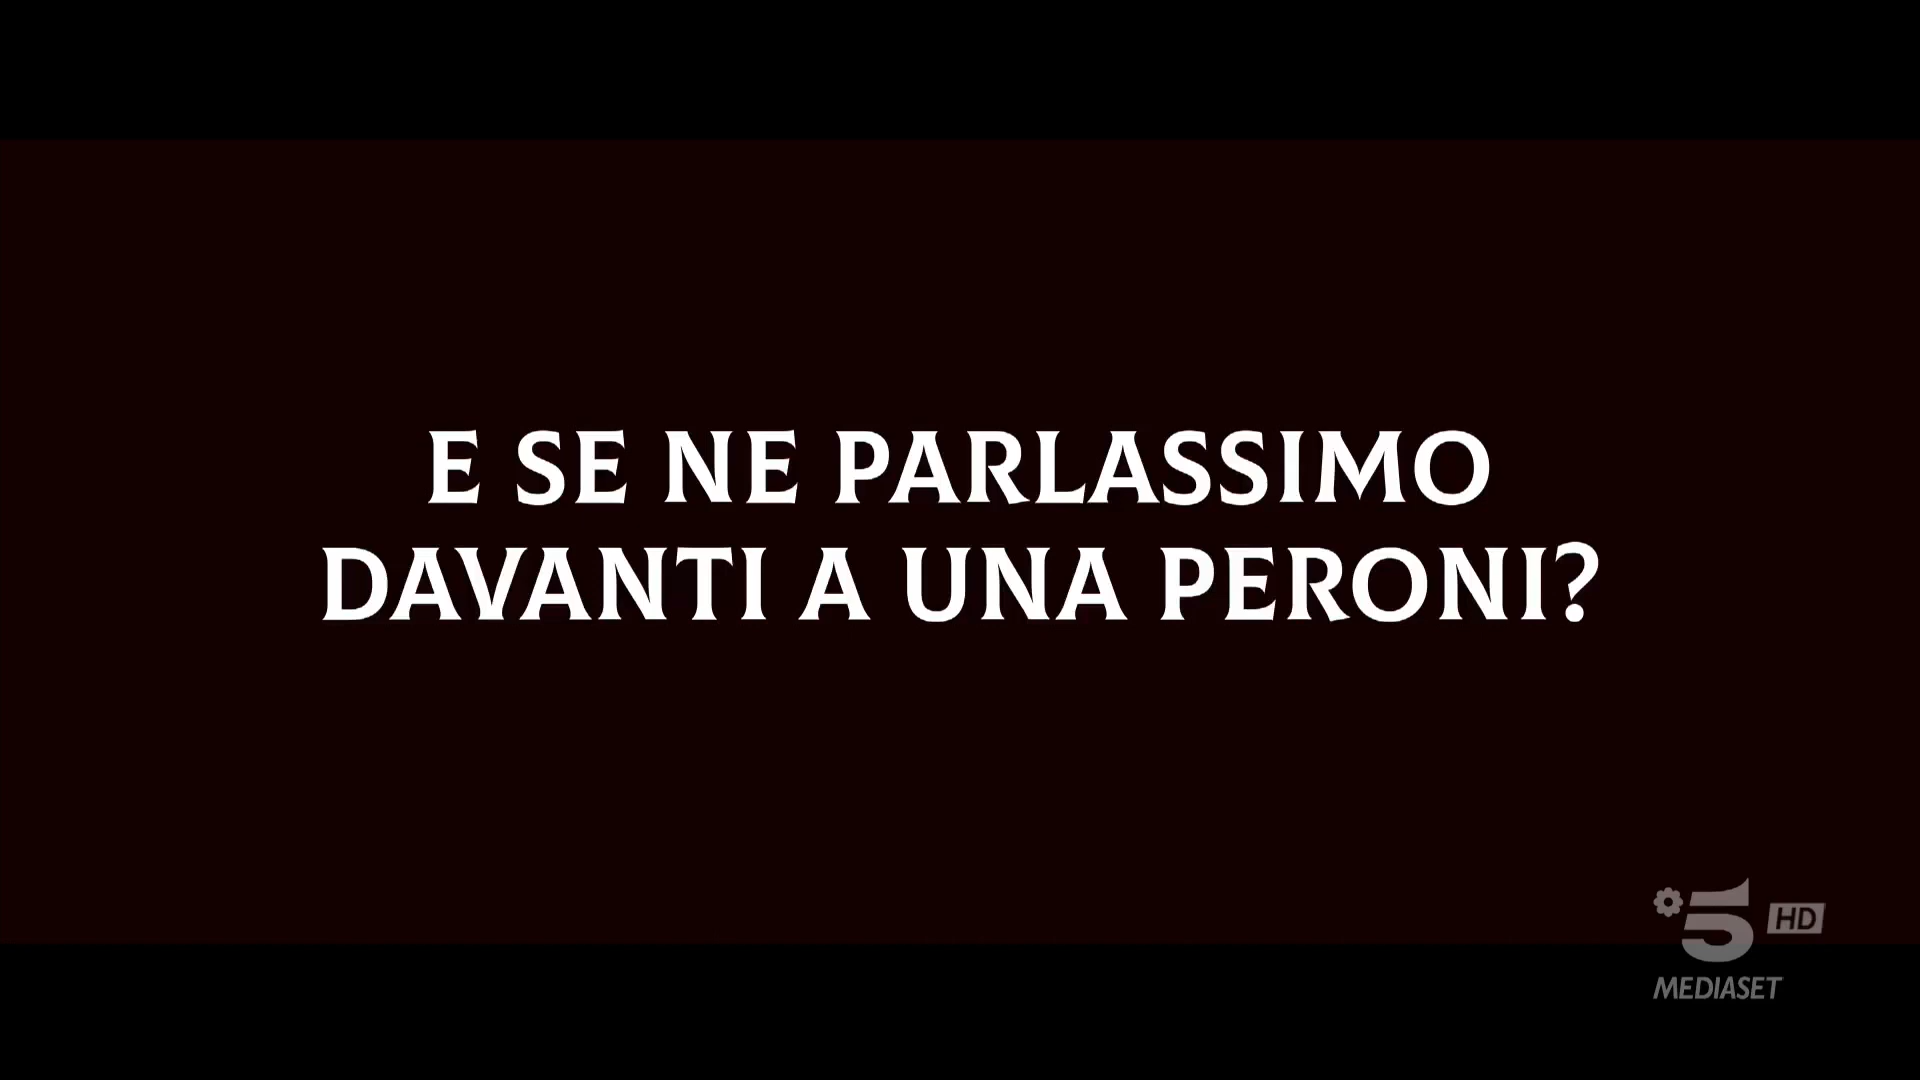 E SE NE PARLASSIMO
DAVANTI A UNA PERONI?
5 HD
MEDIASET